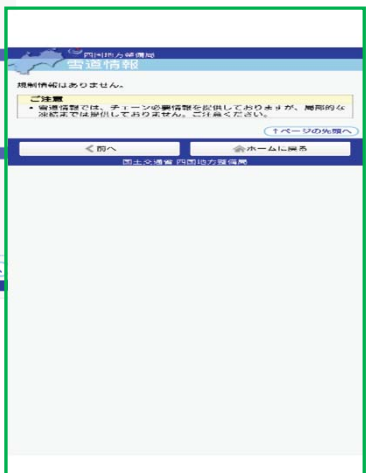 四国地方整備局
雪道情報
規制情報はありません。
ご注意
・雪道情報では、チェーン必要情報を提供しておりますが、局部的な
凍結までは提供しておりません。ご注意ください。
↑ページの先頭へ
＜前へ
ホームに戻る
国土交通省 四国地方整備局